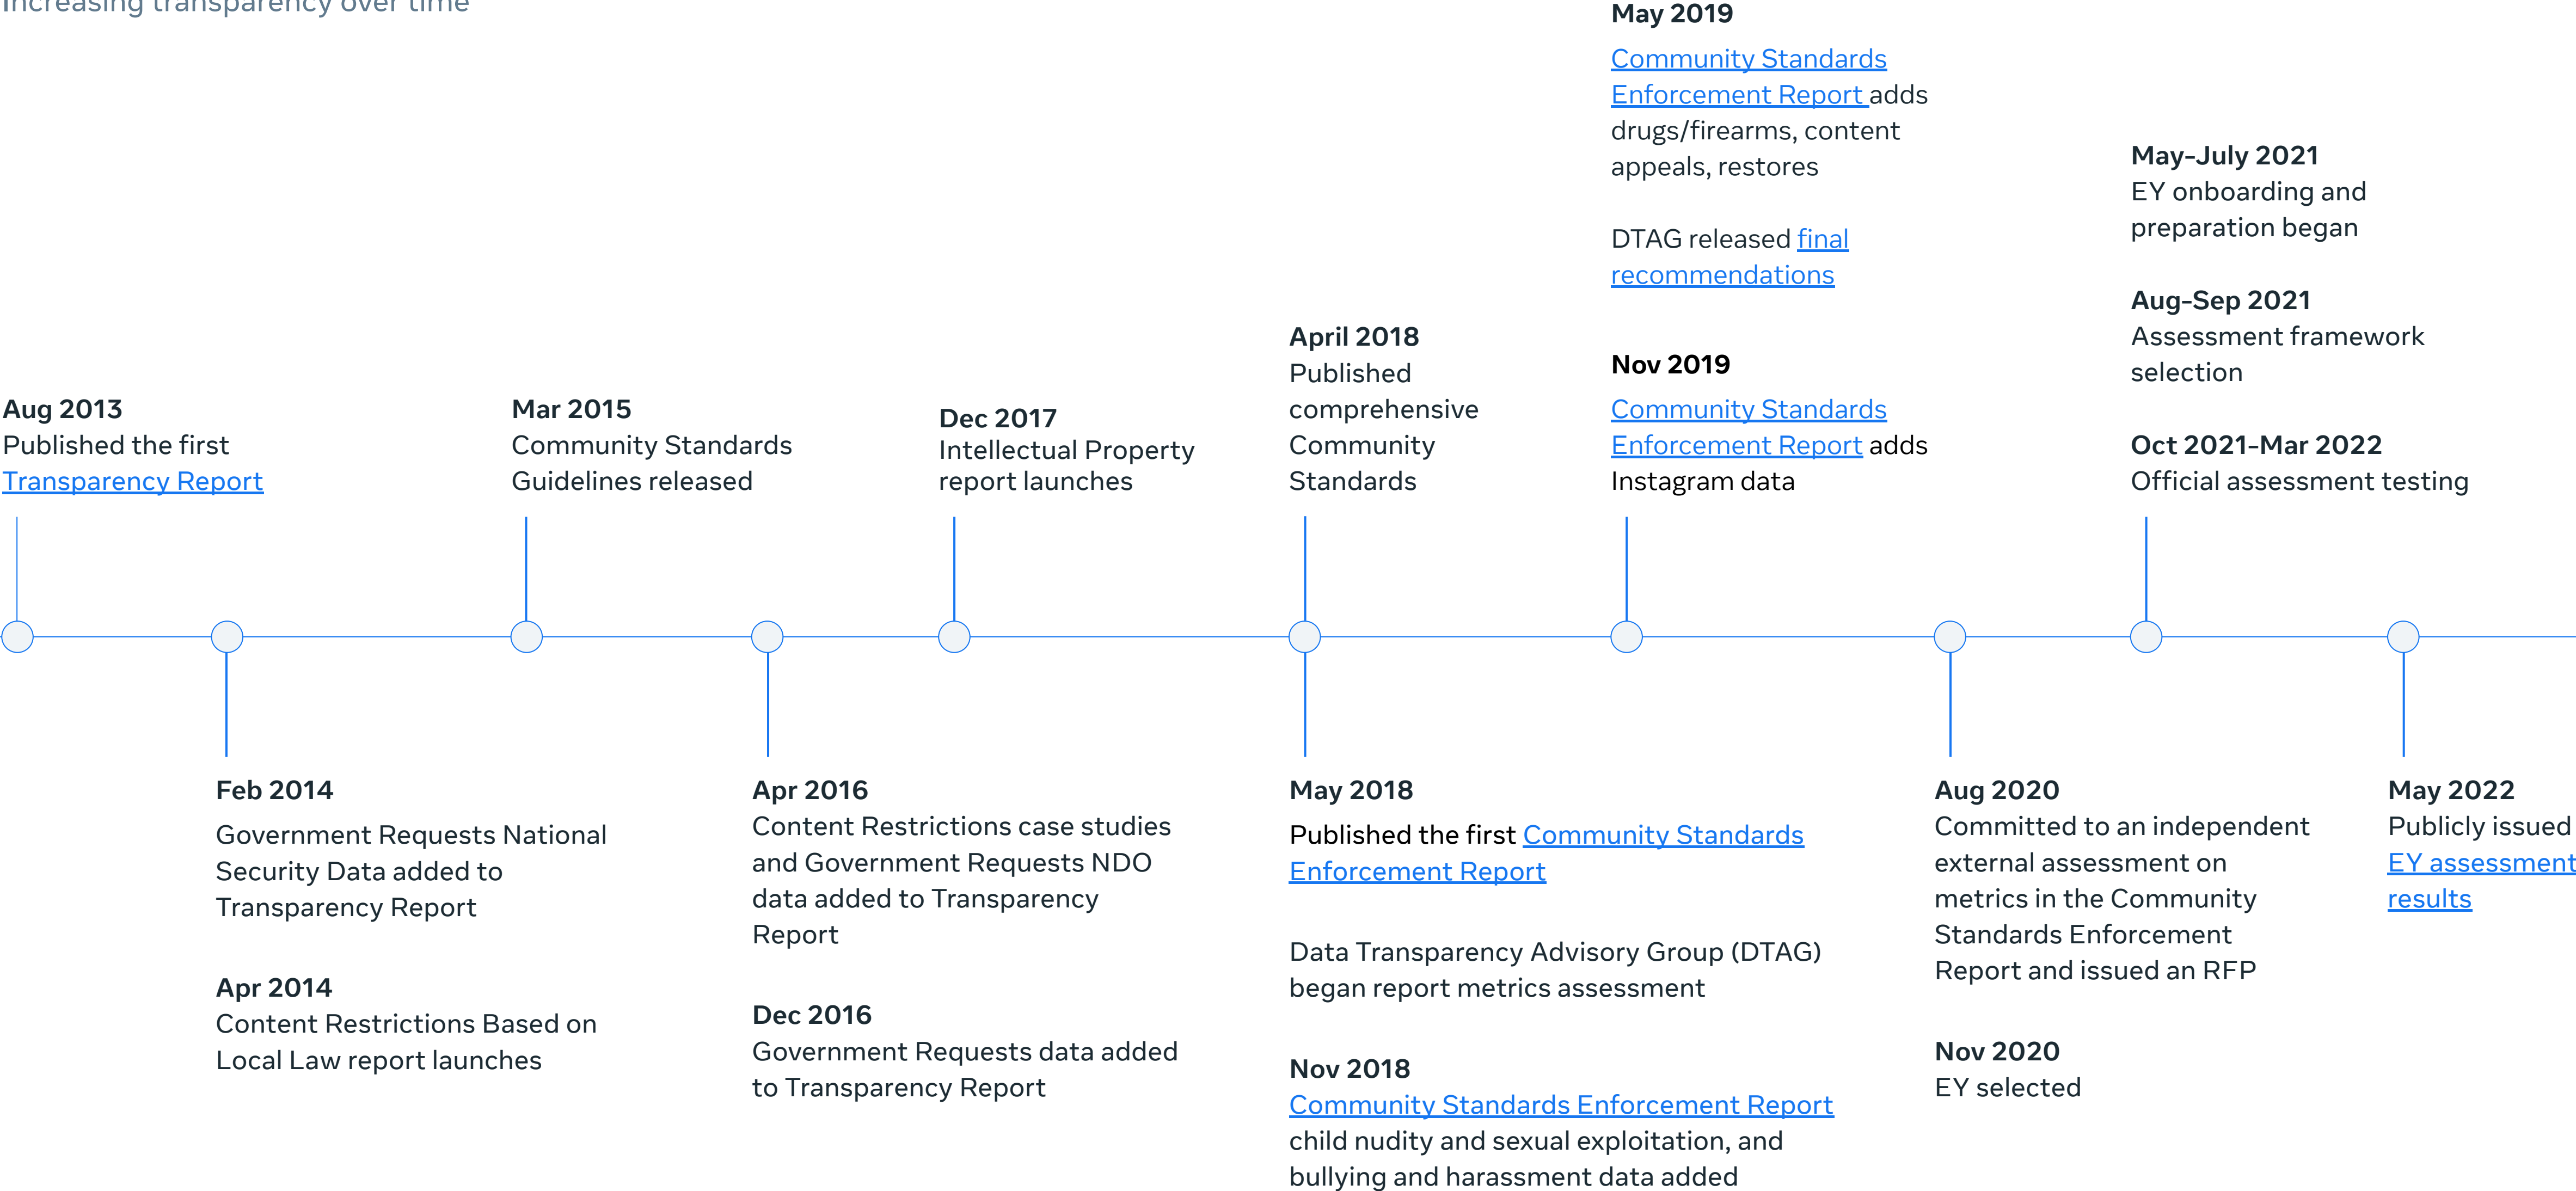 Increasing transparency over time
Aug 2013
Published the first
Transparency Report
Feb 2014
Government Requests National
Security Data added to
Transparency Report
Apr 2014
Content Restrictions Based on
Local Law report launches
Mar 2015
Community Standards
Guidelines released
Apr 2016
Content Restrictions case studies
and Government Requests NDO
data added to Transparency
Report
Dec 2016
Government Requests data added
to Transparency Report
Dec 2017
Intellectual Property
report launches
April 2018
Published
comprehensive
Community
Standards
May 2018
Published the first Community Standards
Enforcement Report
Data Transparency Advisory Group (DTAG)
began report metrics assessment
Nov 2018
Community Standards Enforcement Report
child nudity and sexual exploitation, and
bullying and harassment data added
May 2019
Community Standards
Enforcement Report adds
drugs/firearms, content
appeals, restores
DTAG released final
recommendations
Nov 2019
Community Standards
Enforcement Report adds
Instagram data
Aug 2020
Committed to an independent
external assessment on
metrics in the Community
Standards Enforcement
Report and issued an RFP
Nov 2020
EY selected
May-July 2021
EY onboarding and
preparation began
Aug-Sep 2021
Assessment framework
selection
Oct 2021-Mar 2022
Official assessment testing
May 2022
Publicly issued
EY assessment
results